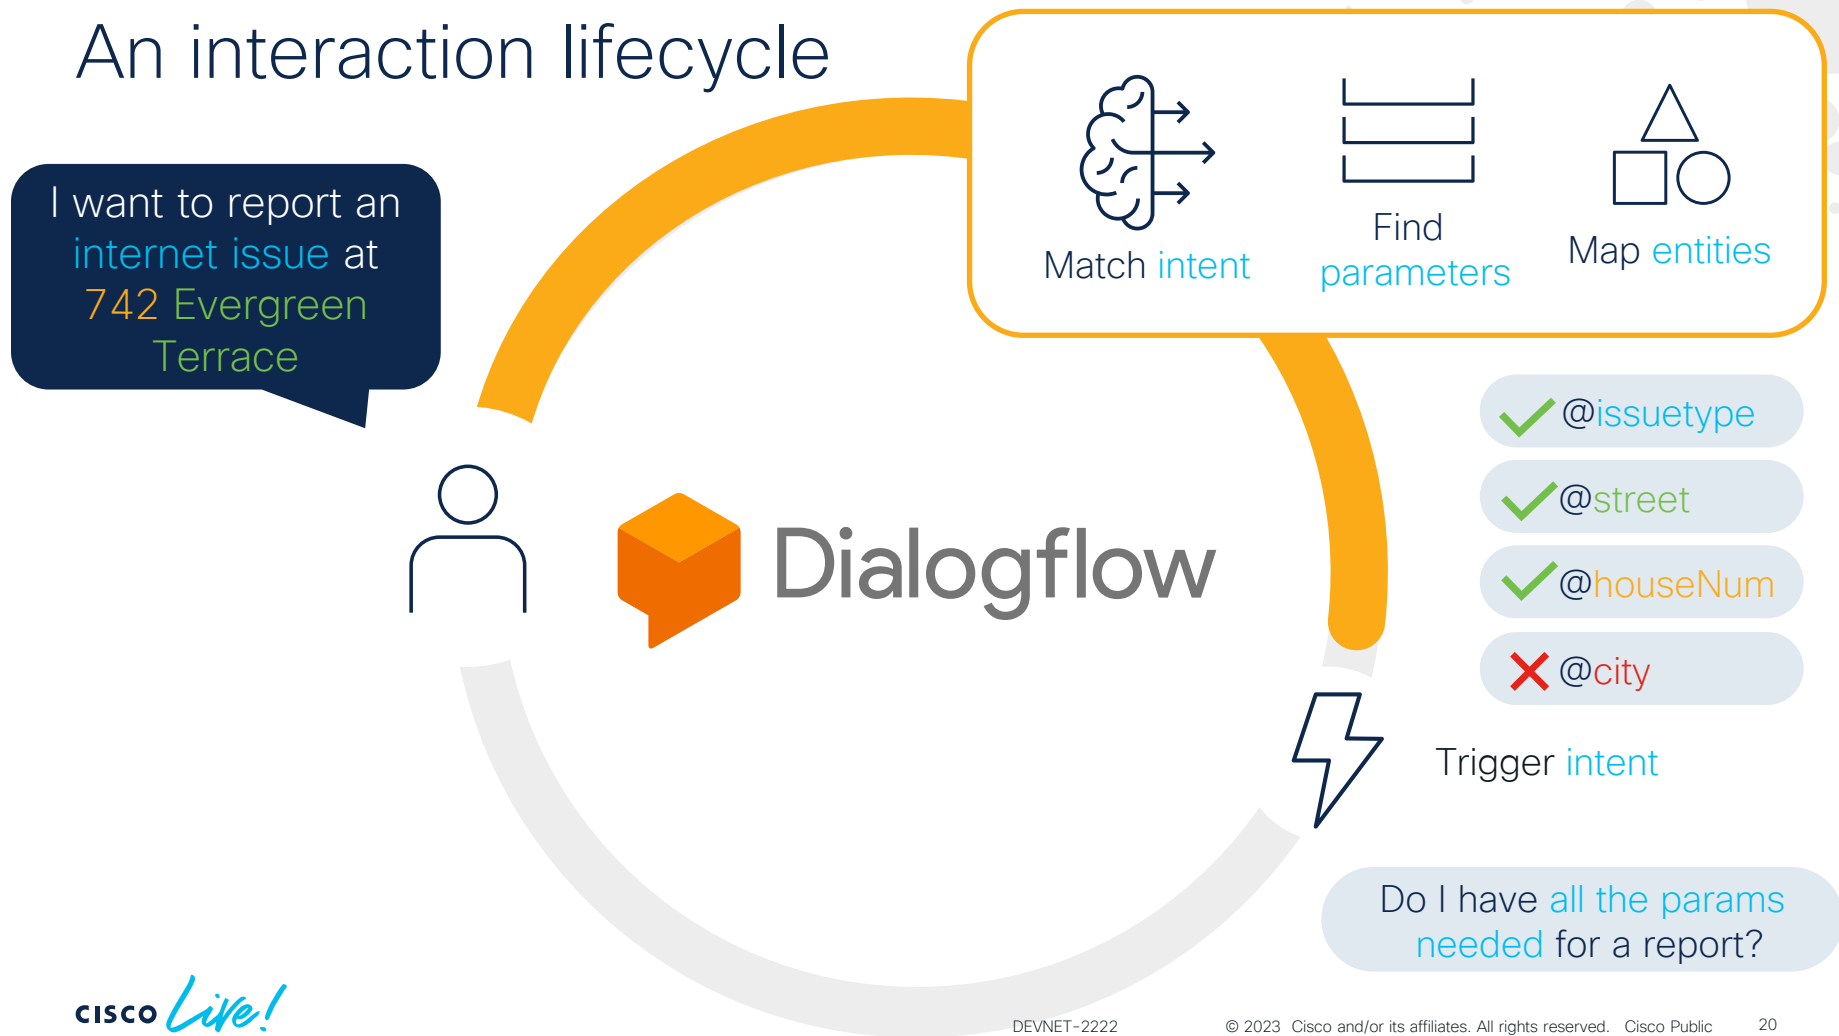 An interaction lifecycle
I want to report an
internet issue at
742 Evergreen
Terrace
Match intent
Find
parameters
Map entities
@issuetype
@street
@houseNum
@city
Dialogflow
Trigger intent
Do I have all the params
needed for a report?
CISCO Live!
DEVNET-2222
© 2023 Cisco and/or its affiliates. All rights reserved. Cisco Public
20